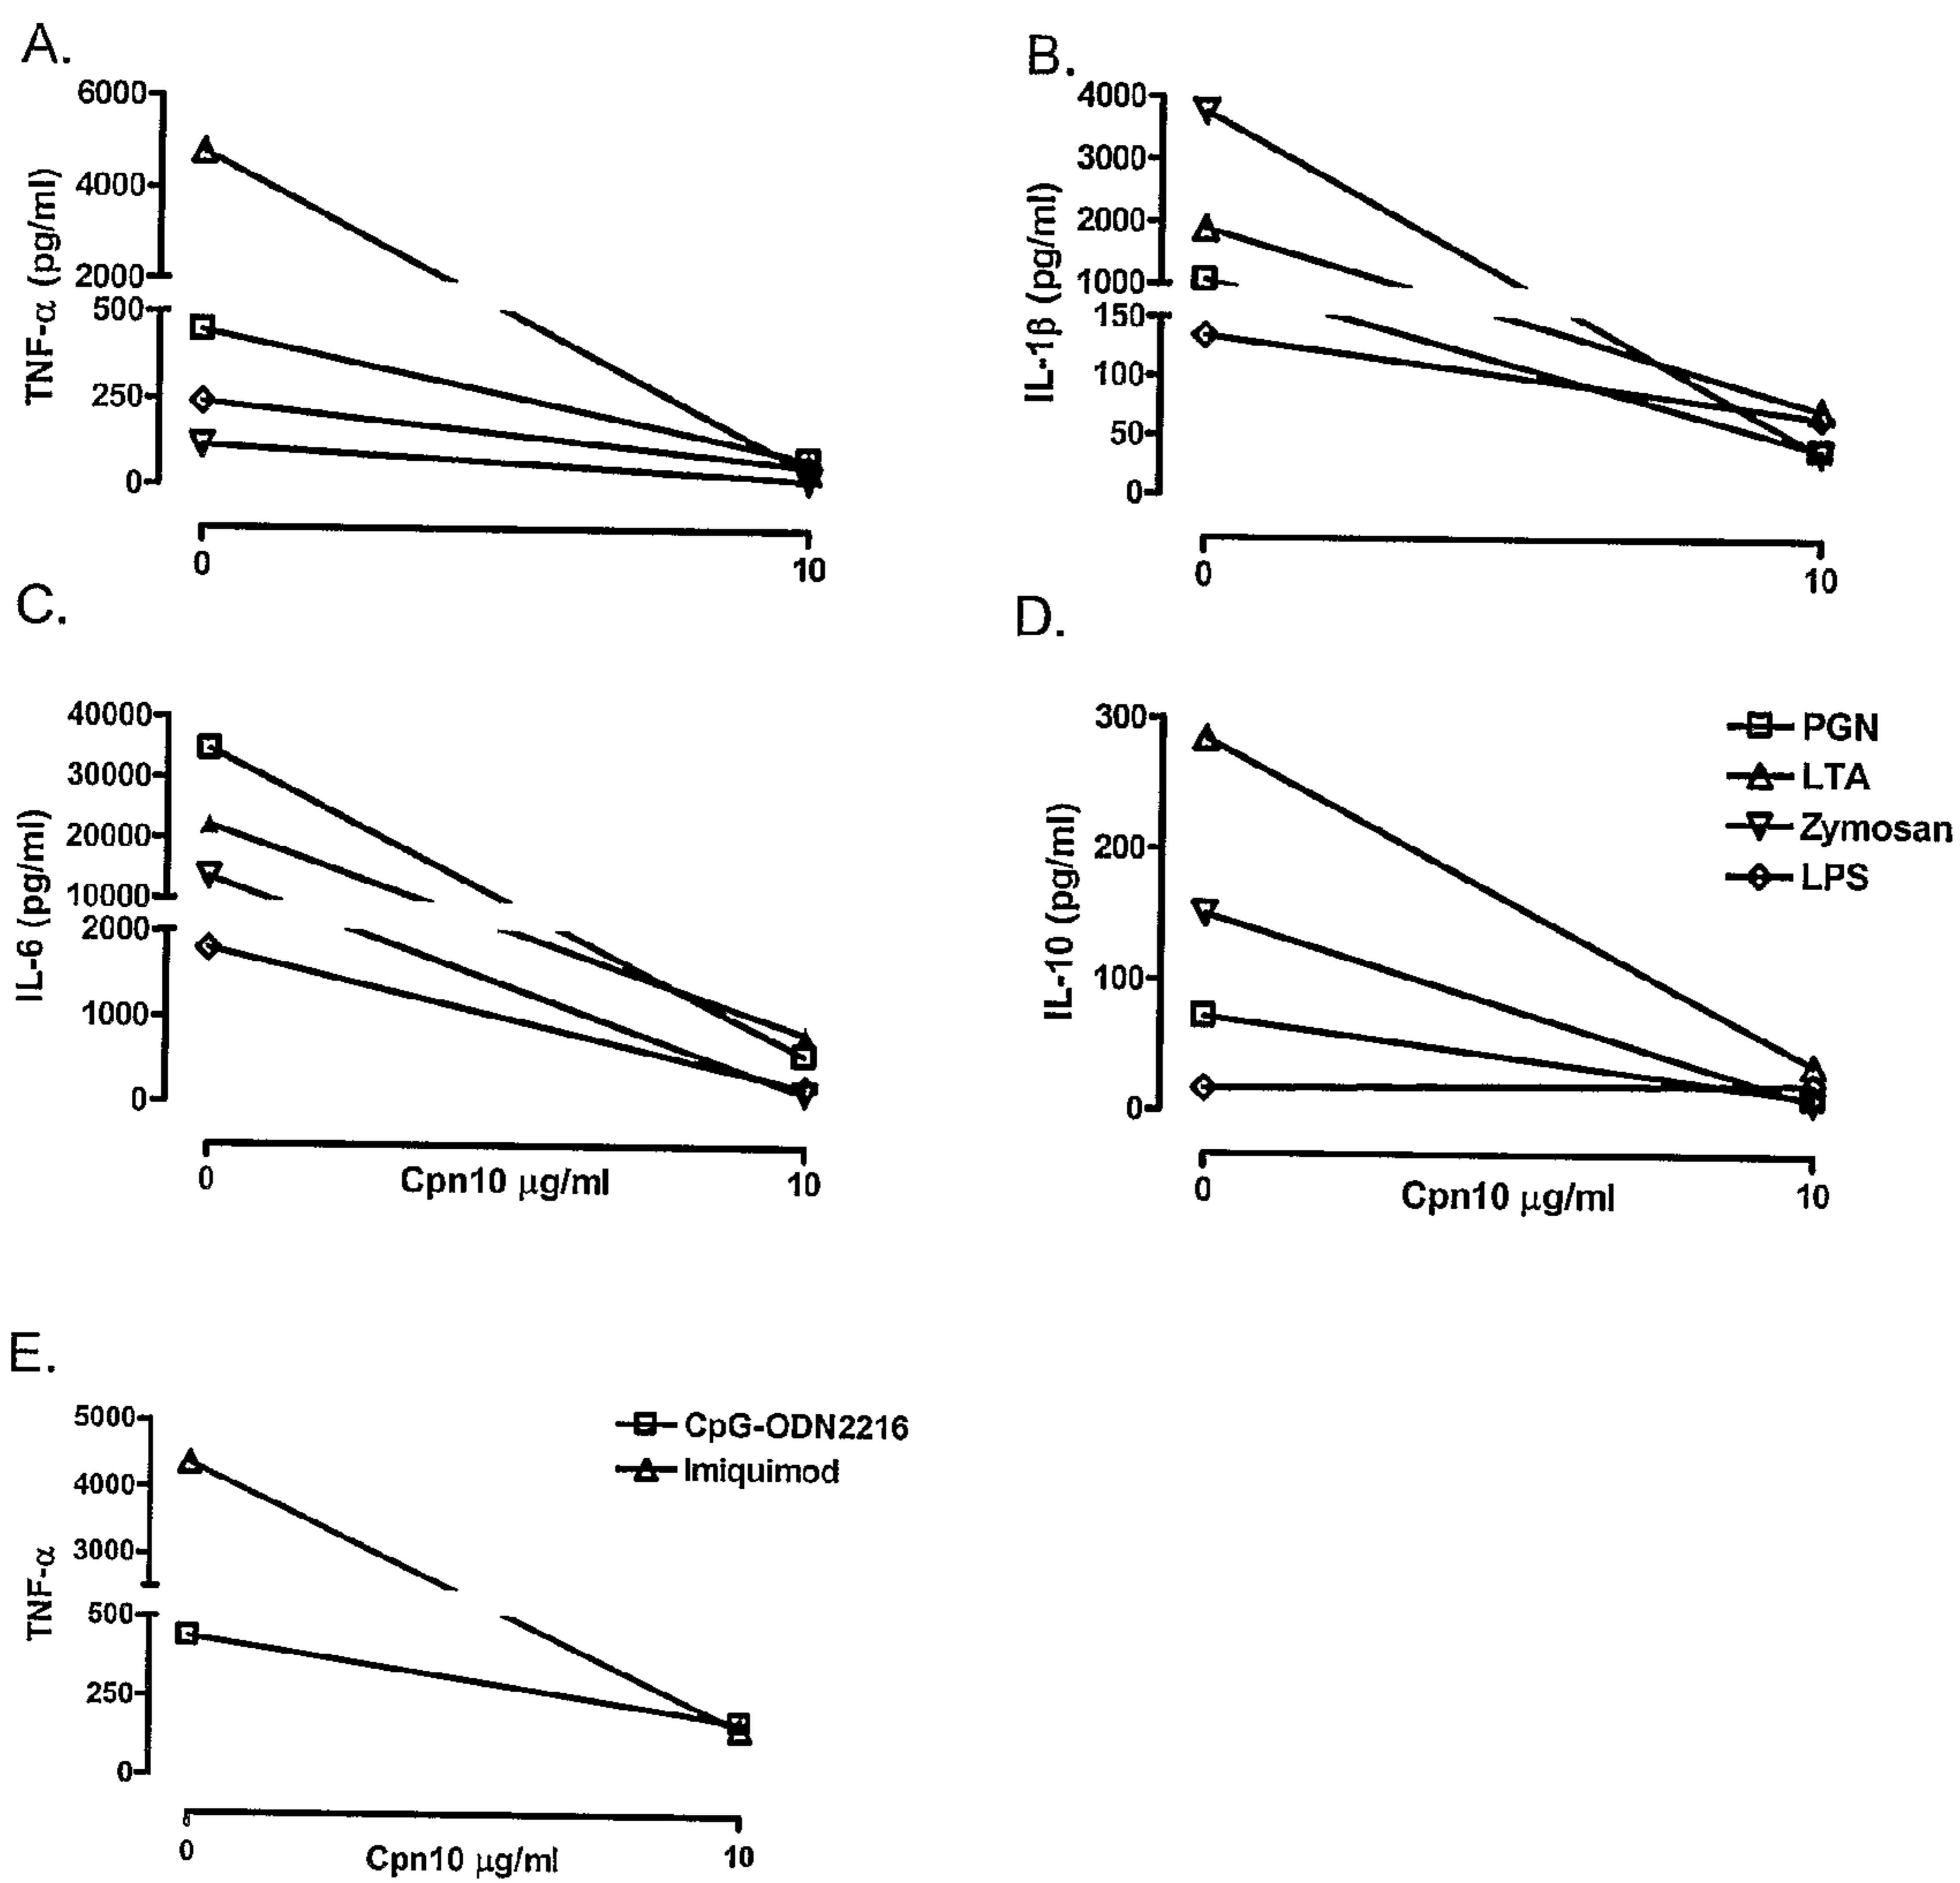 A.
TNF-α (pg/ml)
6000
4000
2000
500
250
0
0
10
B.
IL-1β (pg/ml)
4000
3000
2000
1000
150
100
50
0
0
10
C.
IL-6 (pg/ml)
40000
30000
20000
10000
2000
1000
0
0
Cpn10 μg/ml
10
D.
IL-10 (pg/ml)
300
200
100
0
0
Cpn10 μg/ml
10
PGN
LTA
Zymosan
LPS
E.
TNF-α
5000
4000
3000
500
250
0
0
Cpn10 μg/ml
10
CpG-ODN2216
Imiquimod